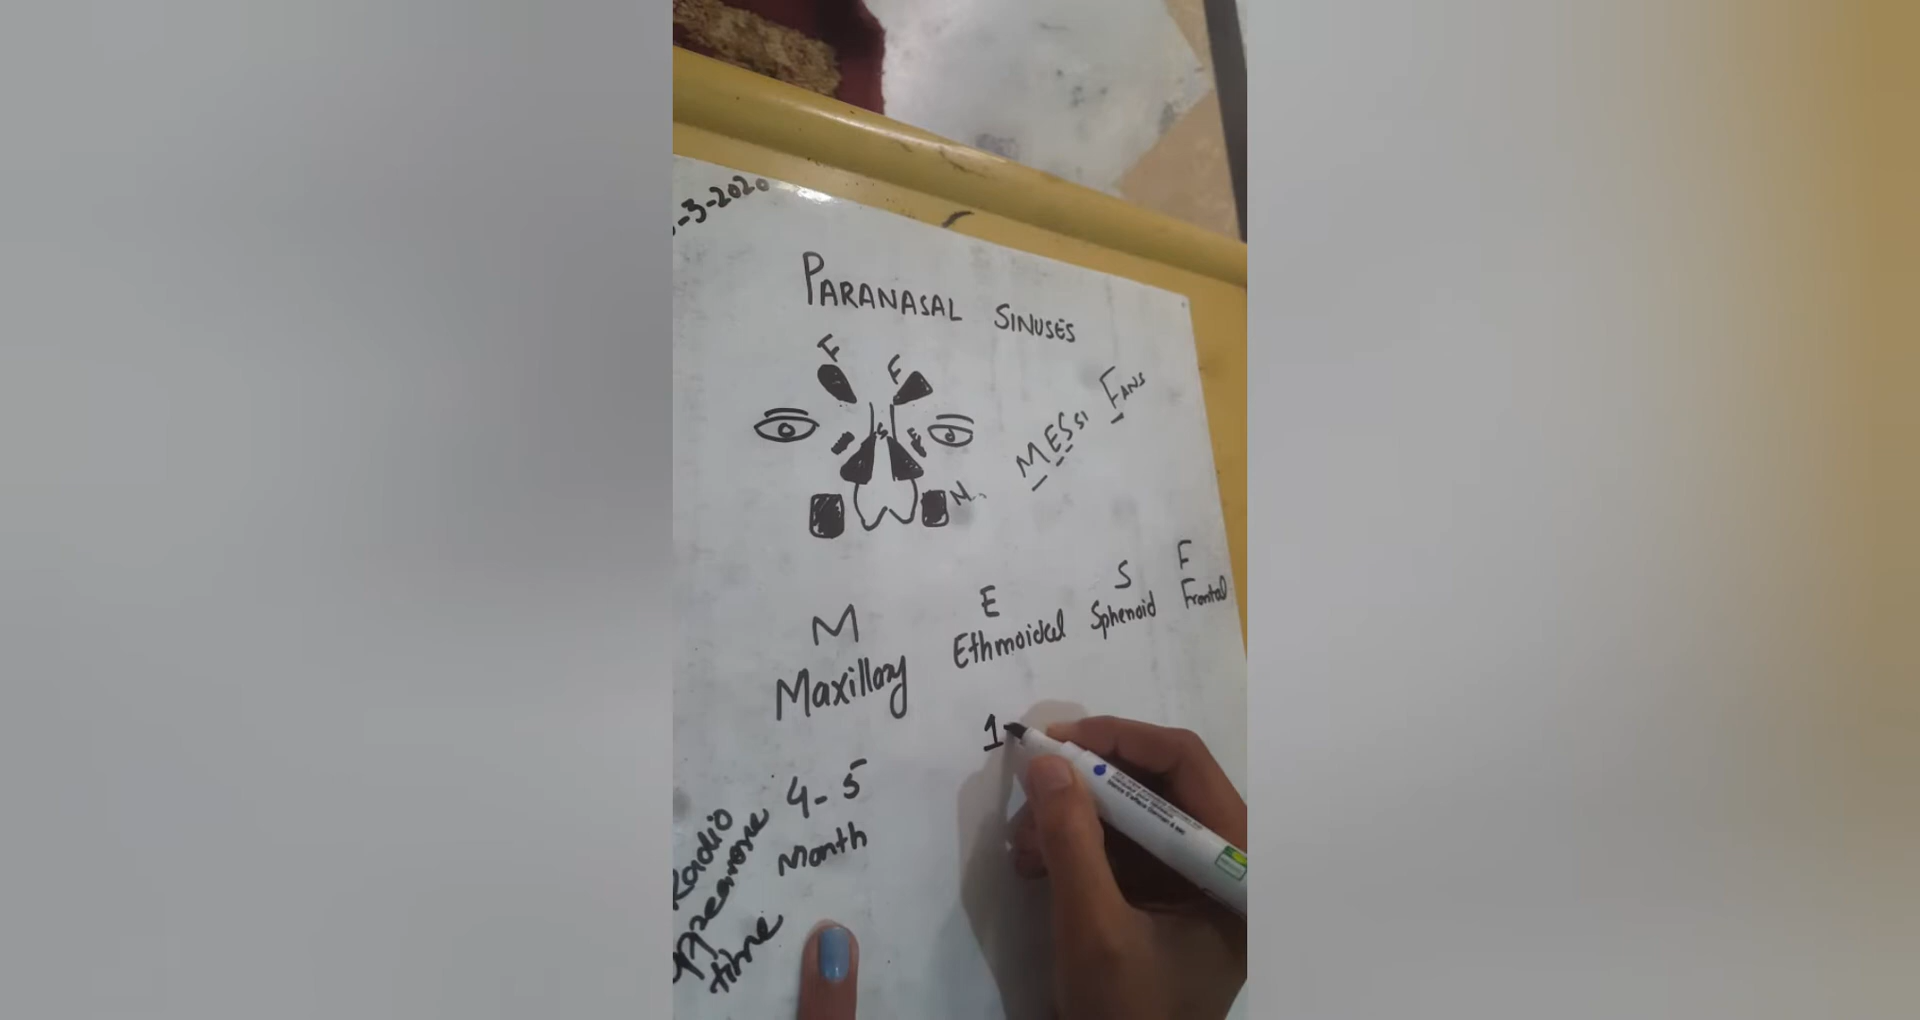 -3-2020
PARANASAL SINUSES
F
F
S
E
M
MESSI FANS
M E S F
Maxillary Ethmoidal Sphenoid Frontal
Radio
Appearance
time
4-5
Month
1